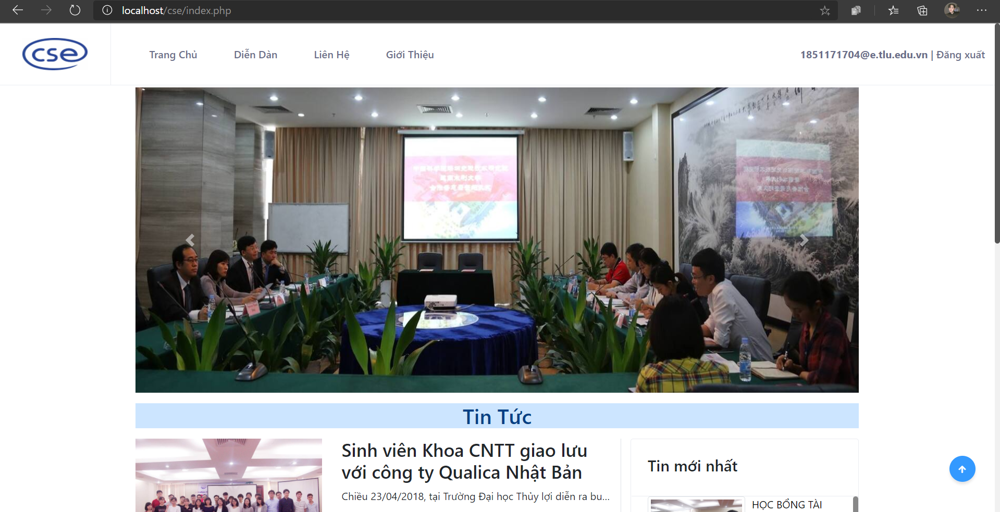 localhost/cse/index.php
cse
Trang Chủ
Diễn Dàn
Liên Hệ
Giới Thiệu
1851171704@e.tlu.edu.vn | Đăng xuất
Tin Tức
Sinh viên Khoa CNTT giao lưu
với công ty Qualica Nhật Bản
Chiều 23/04/2018, tại Trường Đại học Thủy lợi diễn ra bu...
Tin mới nhất
HỌC BỔNG TÀI